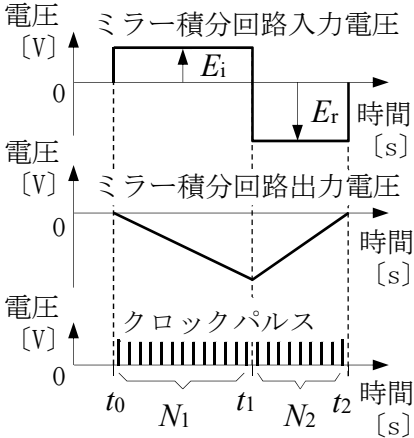 電圧
〔V〕
ミラー積分回路入力電圧
Ei
0
Er
時間
〔s〕
電圧
〔V〕
ミラー積分回路出力電圧
0
時間
〔s〕
電圧
〔V〕
クロックパルス
0
t0 t1 t2 時間
N1 N2 〔s〕